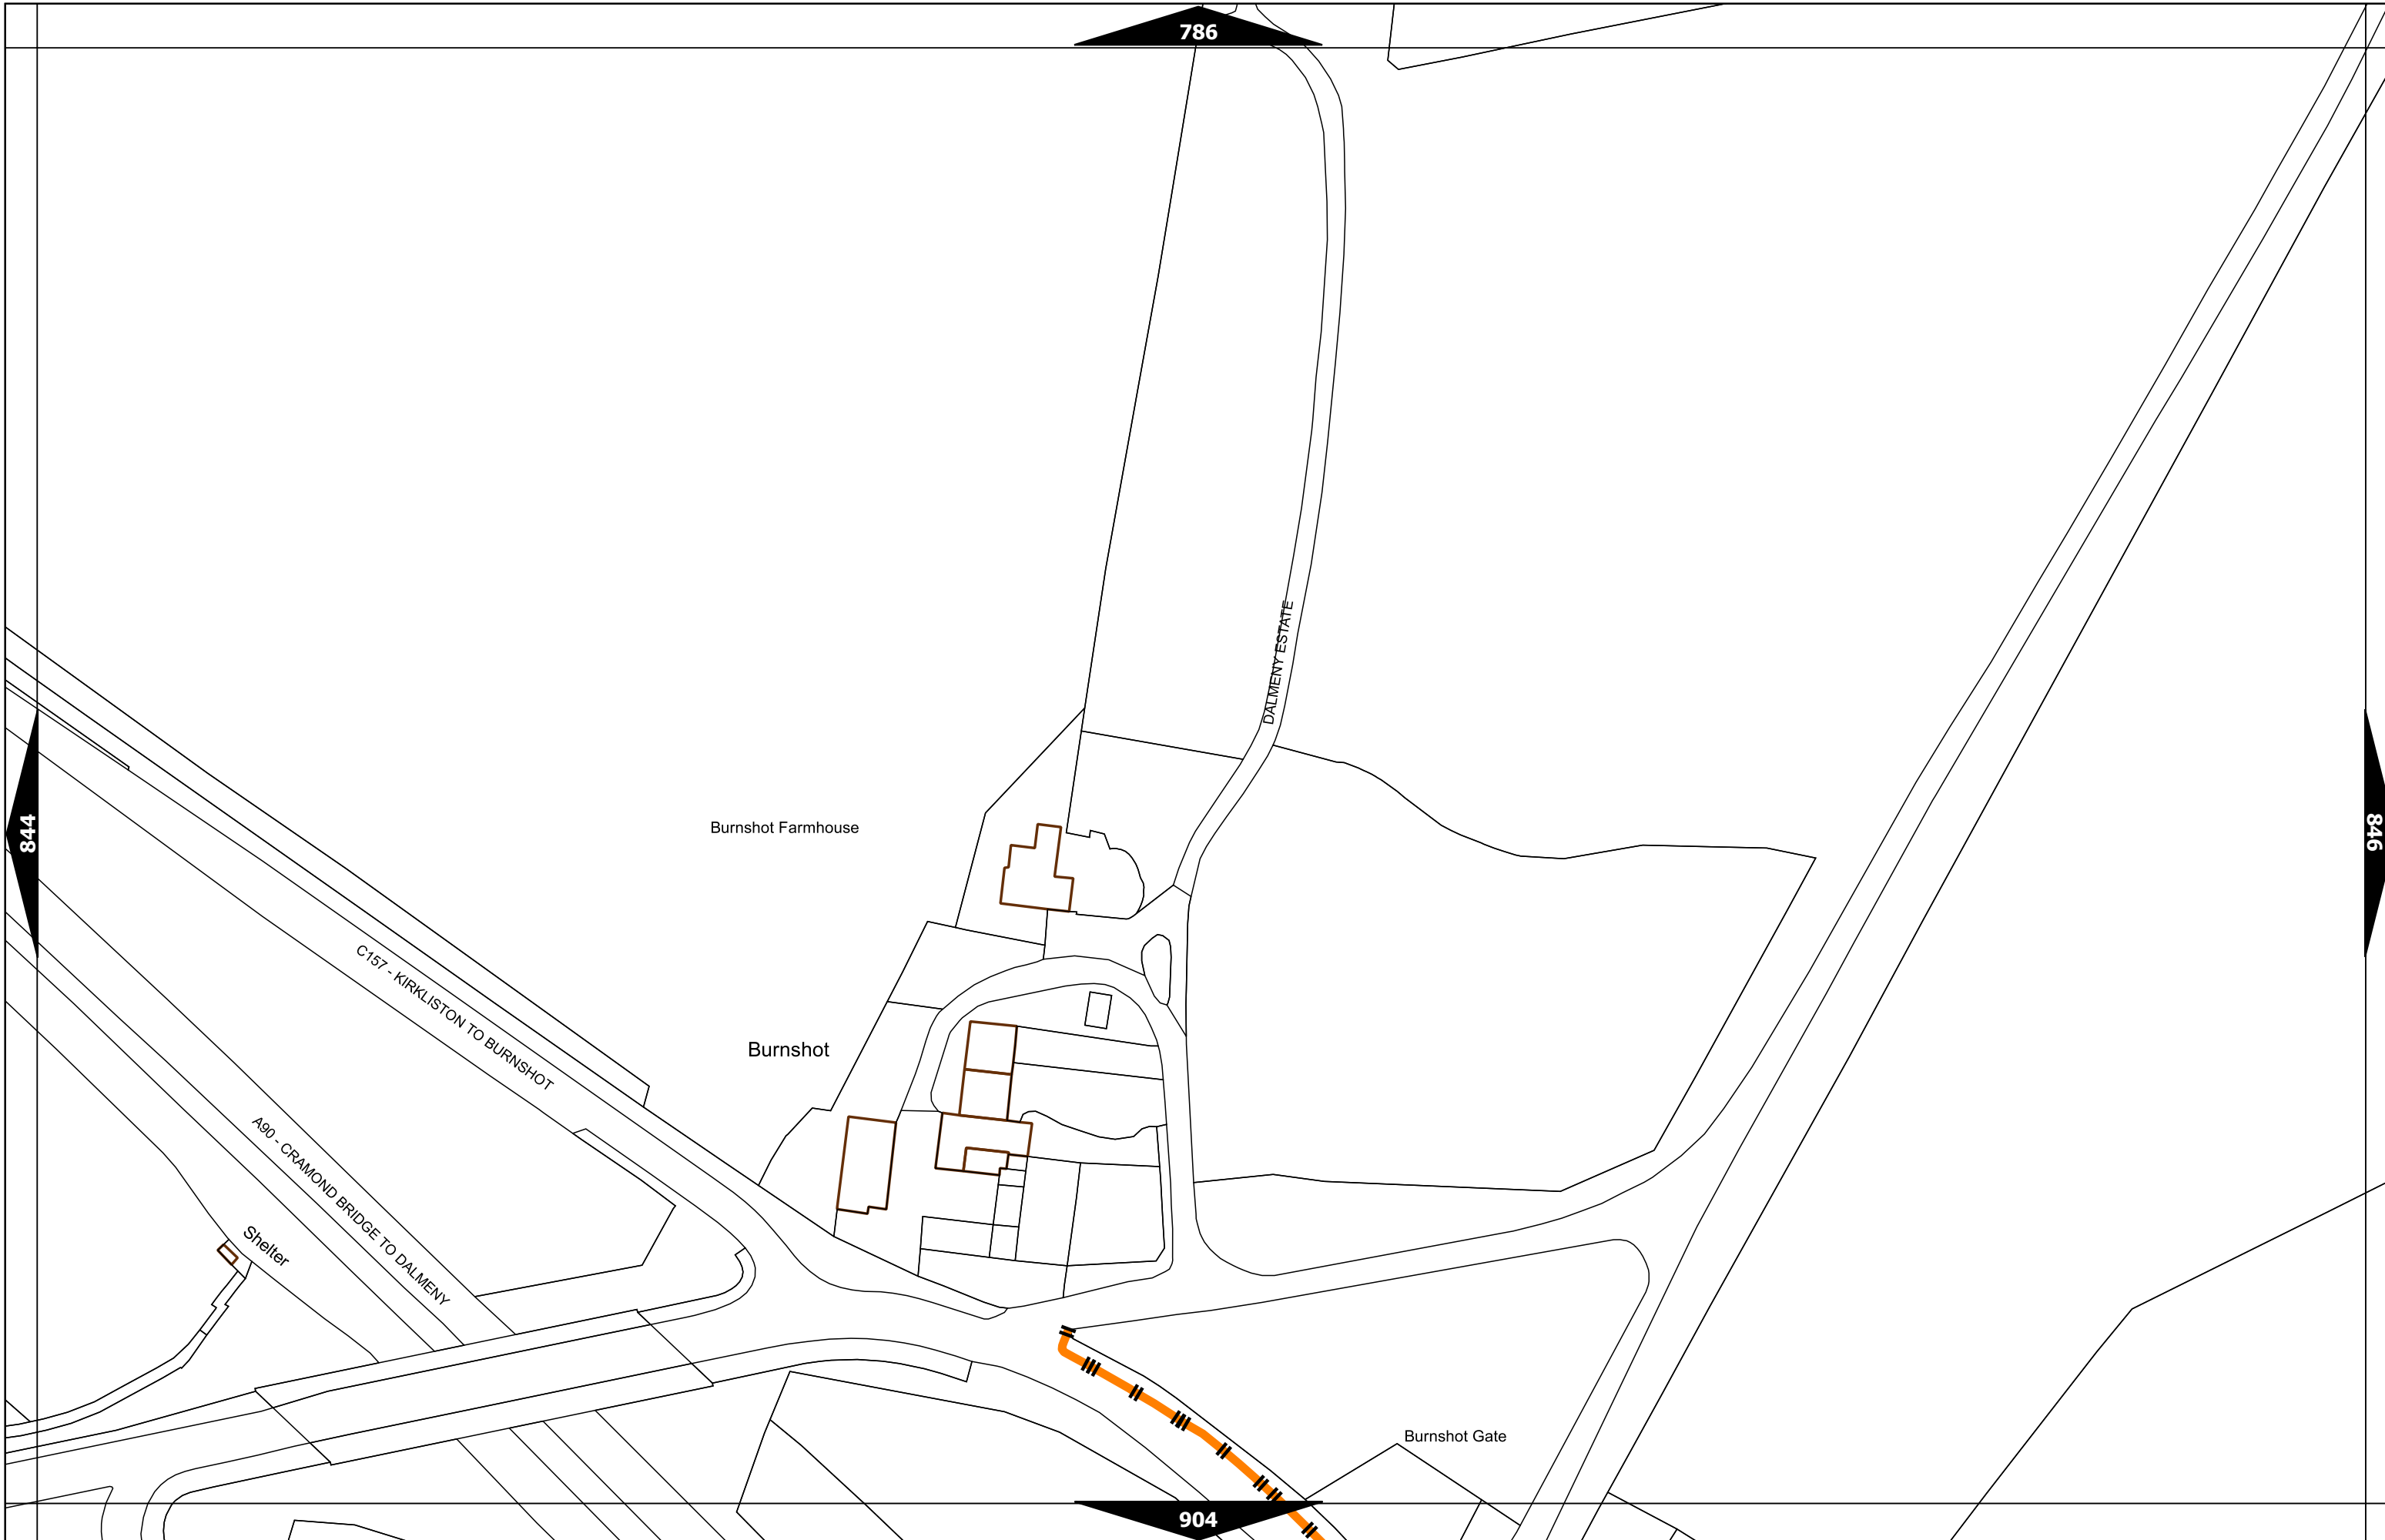 786
DALMENY ESTATE
Burnshot Farmhouse
844
846
C157 - KIRKLISTON TO BURNSHOT
Burnshot
A90 - CRAMOND BRIDGE TO DALMENY
Shelter
Burnshot Gate
904